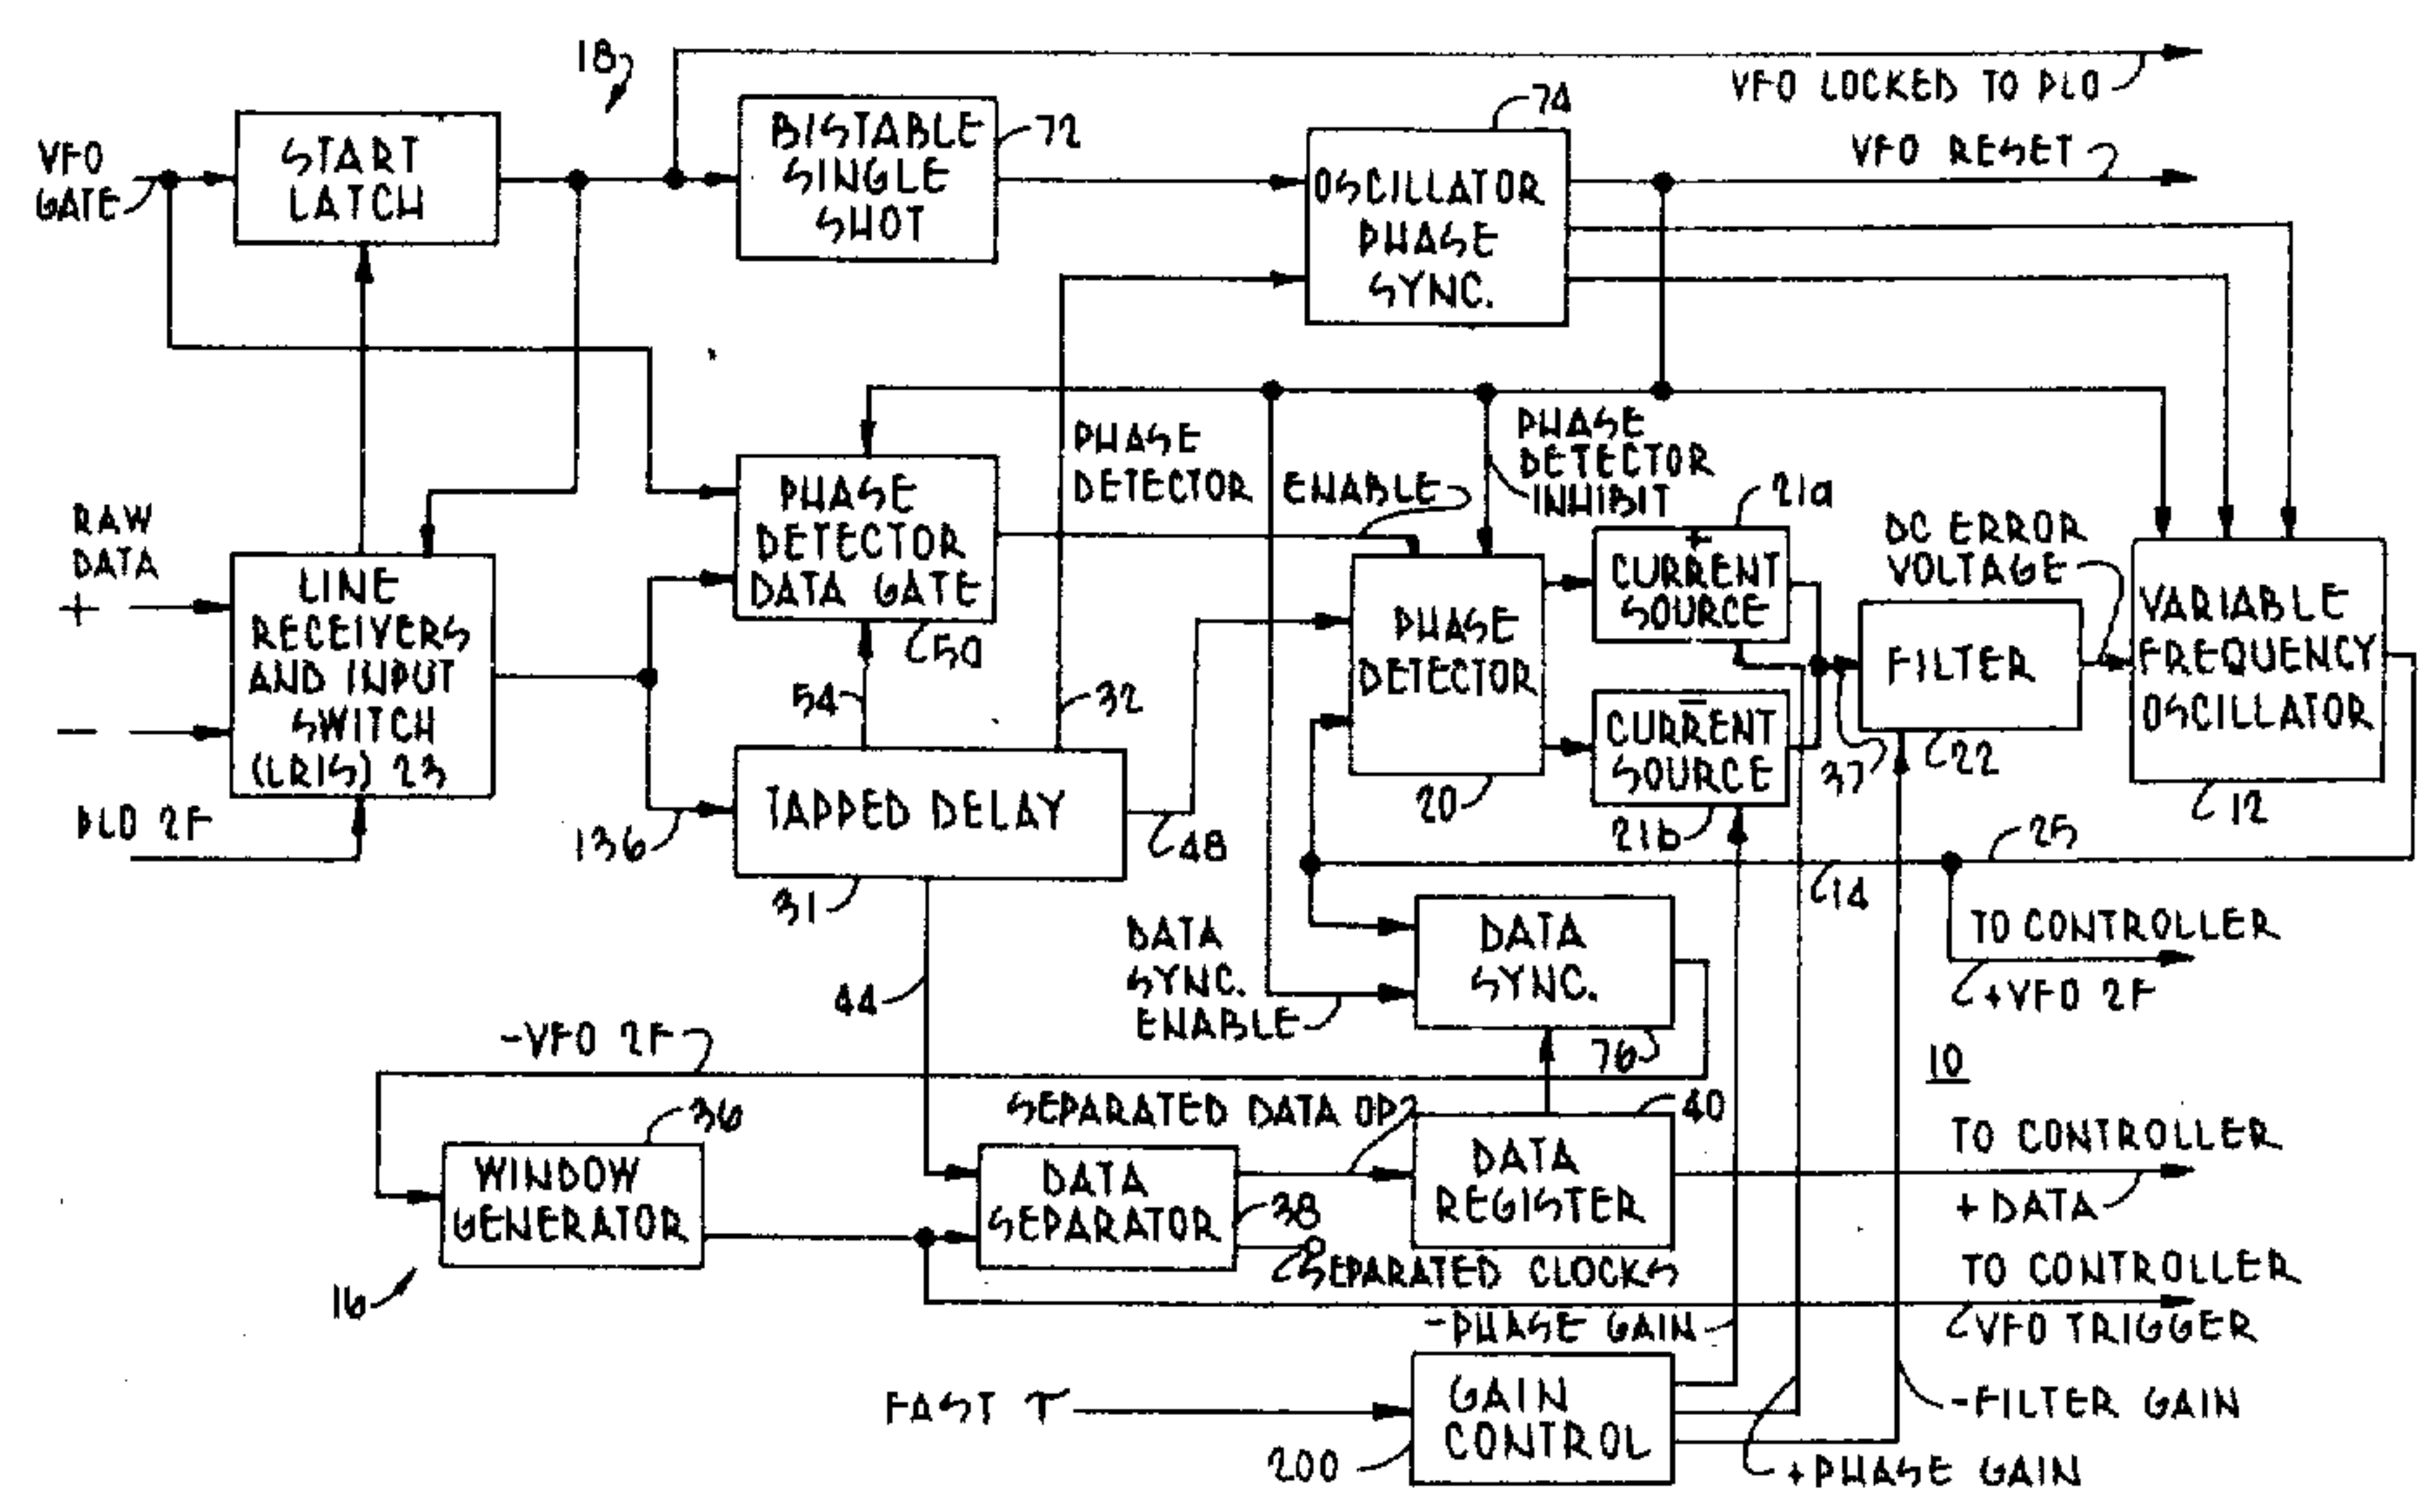 18
VFO LOCKED TO PLO
74
VFO
GATE
START
LATCH
BISTABLE
SINGLE
SHOT
72
OSCILLATOR
PHASE
SYNC.
VFO RESET
RAW
DATA
+
−
LINE
RECEIVERS
AND INPUT
SWITCH
(LRIS) 23
PLO 2F
PHASE
DETECTOR
DATA GATE
50
54
32
PHASE
DETECTOR ENABLE
PHASE
DETECTOR
INHIBIT
21a
+
CURRENT
SOURCE
DC ERROR
VOLTAGE
PHASE
DETECTOR
20
−
CURRENT
SOURCE
21b
37
FILTER
22
VARIABLE
FREQUENCY
OSCILLATOR
12
136
TAPPED DELAY
31
48
25
14
44
DATA
SYNC.
ENABLE
DATA
SYNC.
76
TO CONTROLLER
+VFO 2F
10
-VFO 2F
36
WINDOW
GENERATOR
16
SEPARATED DATA OP
DATA
SEPARATOR
38
SEPARATED CLOCKS
40
DATA
REGISTER
TO CONTROLLER
+DATA
TO CONTROLLER
VFO TRIGGER
-PHASE GAIN
FAST T
GAIN
CONTROL
200
-FILTER GAIN
+PHASE GAIN